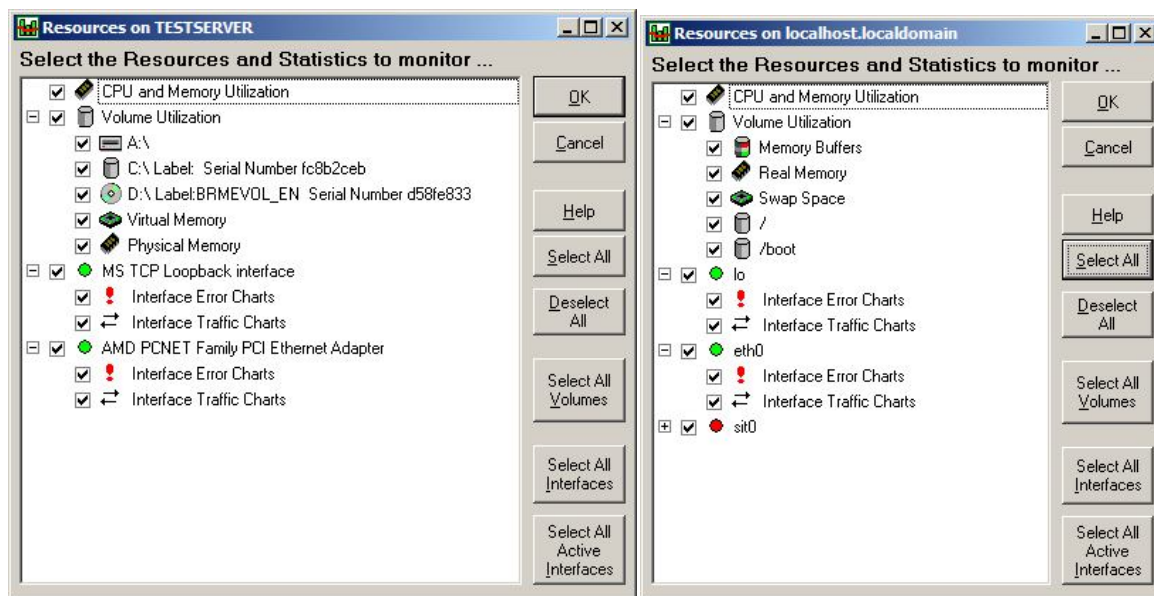 Resources on TESTSERVER
Select the Resources and Statistics to monitor ...
CPU and Memory Utilization
Volume Utilization
A:\
C:\ Label:  Serial Number fc8b2ceb
D:\ Label:BRMEVOL_EN  Serial Number d58fe833
Virtual Memory
Physical Memory
MS TCP Loopback interface
Interface Error Charts
Interface Traffic Charts
AMD PCNET Family PCI Ethernet Adapter
Interface Error Charts
Interface Traffic Charts
OK
Cancel
Help
Select All
Deselect
All
Select All
Volumes
Select All
Interfaces
Select All
Active
Interfaces
Resources on localhost.localdomain
Select the Resources and Statistics to monitor ...
CPU and Memory Utilization
Volume Utilization
Memory Buffers
Real Memory
Swap Space
/
/boot
lo
Interface Error Charts
Interface Traffic Charts
eth0
Interface Error Charts
Interface Traffic Charts
sit0
OK
Cancel
Help
Select All
Deselect
All
Select All
Volumes
Select All
Interfaces
Select All
Active
Interfaces